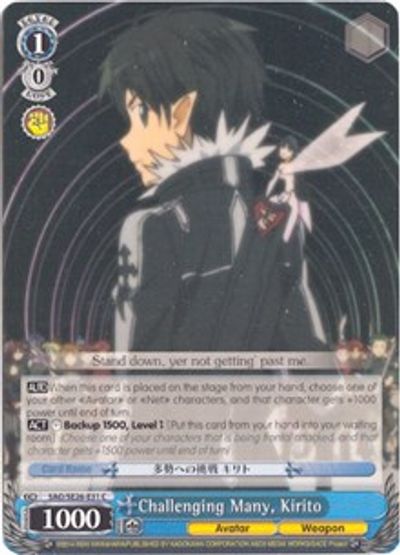 LEVEL
1
0
COST
Stand down, yer not getting' past me.
AUTO When this card is placed on the stage from your hand, choose one of
your other «Avatar» or «Net» characters, and that character gets +1000
power until end of turn.
ACT Backup 1500, Level 1 [Put this card from your hand into your waiting
room] (Choose one of your characters that is being frontal attacked, and that
character gets +1500 power until end of turn)
Card Name 多勢への挑戦 キリト
SAO/SE26-E31 C
1000
Challenging Many, Kirito
Avatar Weapon